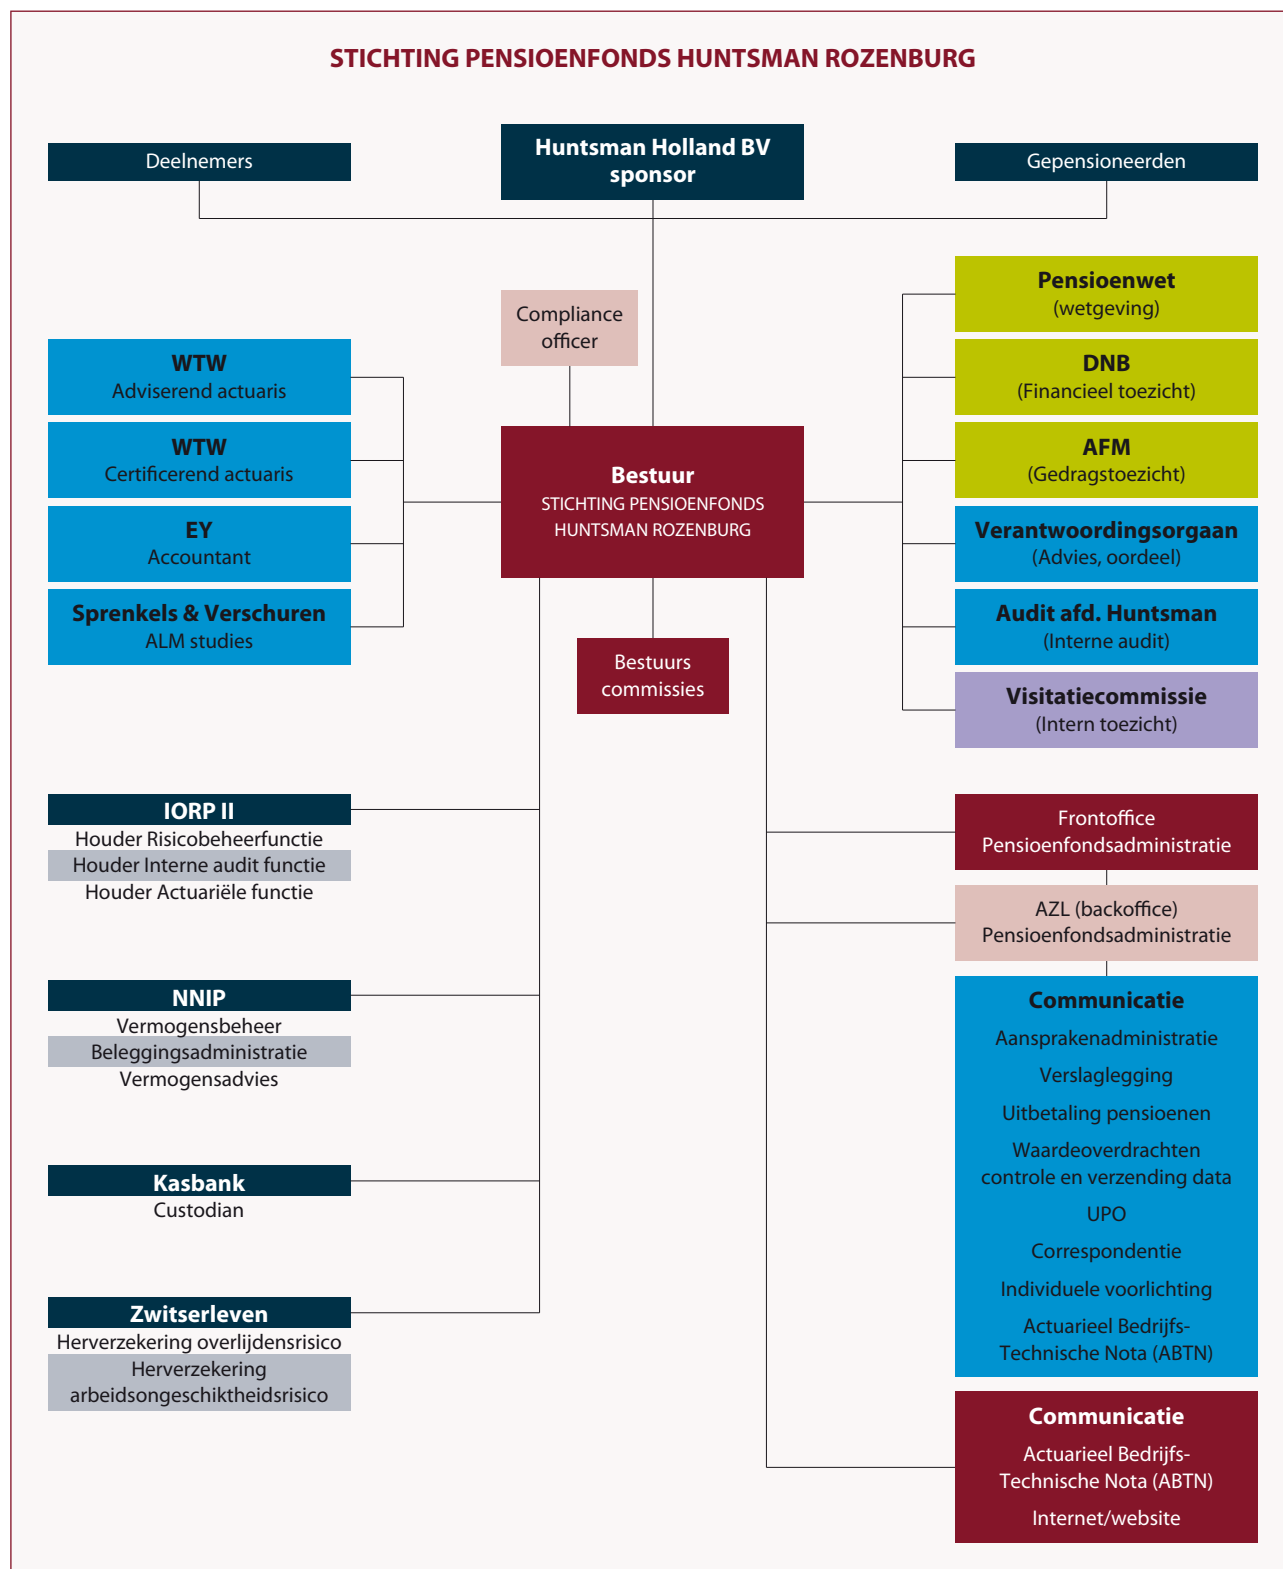 STICHTING PENSIOENFONDS HUNTSMAN ROZENBURG
Deelnemers
Huntsman Holland BV
sponsor
Gepensioneerden
Compliance
officer
WTW
Adviserend actuaris
WTW
Certificerend actuaris
EY
Accountant
Sprenkels & Verschuren
ALM studies
Bestuur
STICHTING PENSIOENFONDS
HUNTSMAN ROZENBURG
Bestuurs
commissies
Pensioenwet
(wetgeving)
DNB
(Financieel toezicht)
AFM
(Gedragstoezicht)
Verantwoordingsorgaan
(Advies, oordeel)
Audit afd. Huntsman
(Interne audit)
Visitatiecommissie
(Intern toezicht)
IORP II
Houder Risicobeheerfunctie
Houder Interne audit functie
Houder Actuariële functie
NNIP
Vermogensbeheer
Beleggingsadministratie
Vermogensadvies
Kasbank
Custodian
Zwitserleven
Herverzekering overlijdensrisico
Herverzekering
arbeidsongeschiktheidsrisico
Frontoffice
Pensioenfondsadministratie
AZL (backoffice)
Pensioenfondsadministratie
Communicatie
Aansprakenadministratie
Verslaglegging
Uitbetaling pensioenen
Waardeoverdrachten
controle en verzending data
UPO
Correspondentie
Individuele voorlichting
Actuarieel Bedrijfs-
Technische Nota (ABTN)
Communicatie
Actuarieel Bedrijfs-
Technische Nota (ABTN)
Internet/website